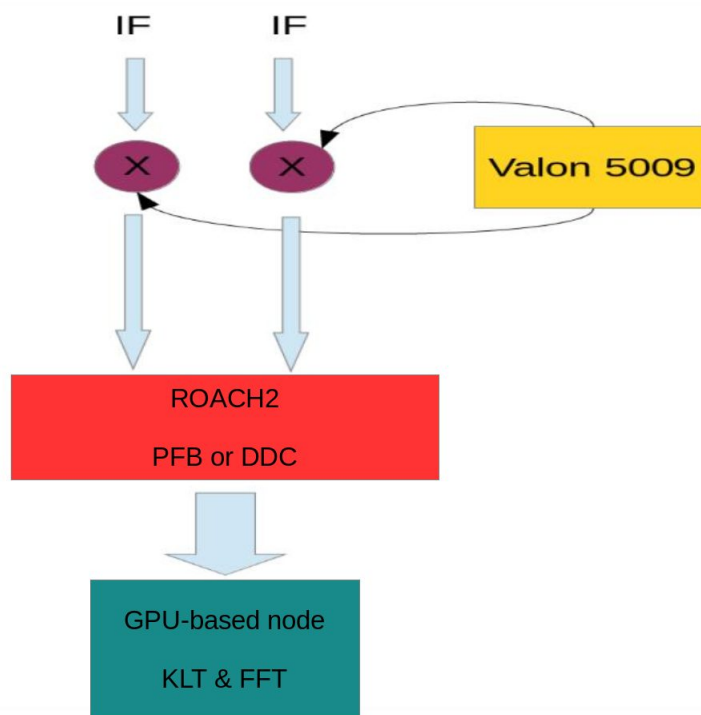 IF IF
X X
Valon 5009
ROACH2
PFB or DDC
GPU-based node
KLT & FFT